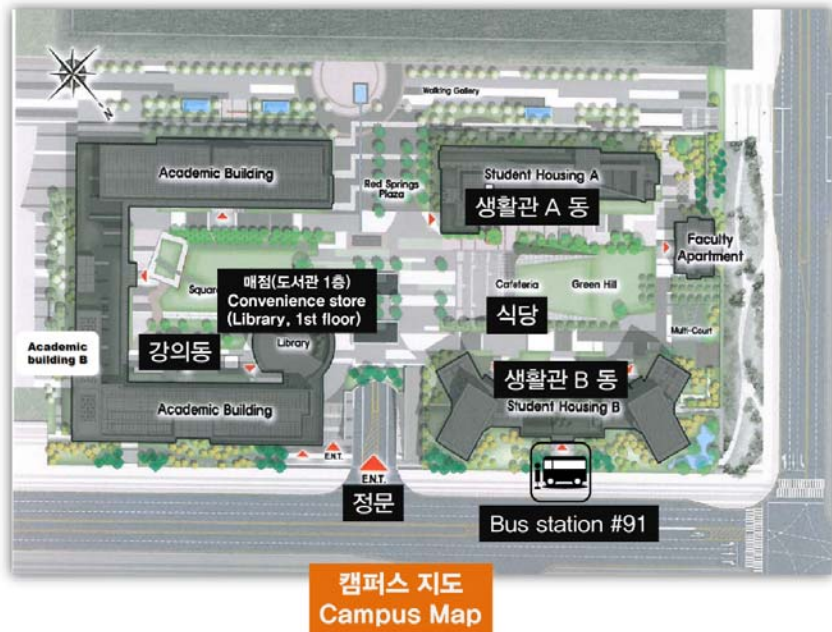 N
Walking Gallery
Academic Building
Red Springs
Plaza
Student Housing A
생활관 A 동
Faculty
Apartment
매점(도서관 1층)
Convenience store
(Library, 1st floor)
Square
Cafeteria
Green Hill
식당
Multi-Court
Academic
building B
강의동
Library
생활관 B 동
Academic Building
Student Housing B
E.N.T.
E.N.T.
정문
Bus station #91
캠퍼스 지도
Campus Map